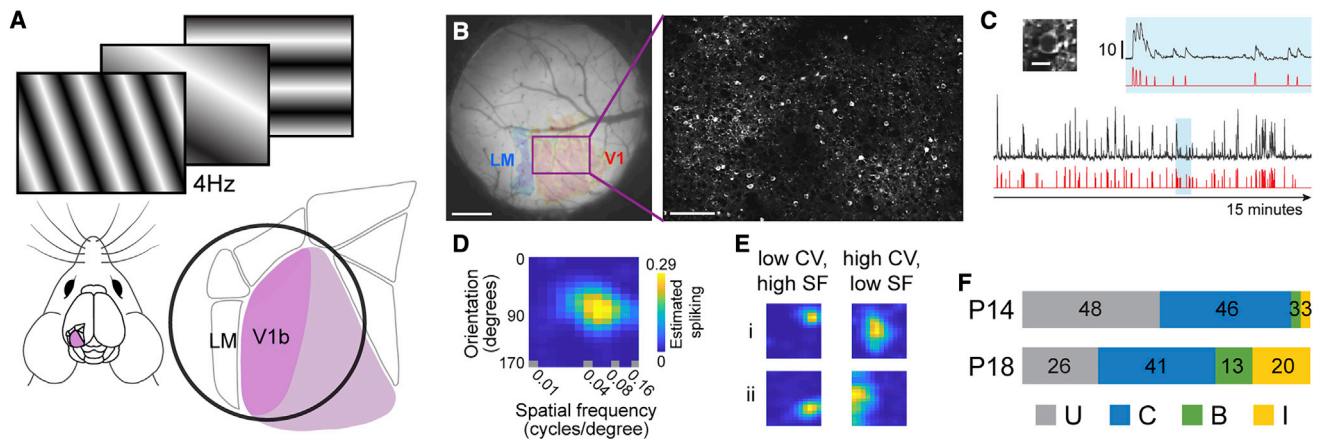 A
4Hz
LM
V1b
B
LM
V1
C
10
15 minutes
D
0
90
170
Orientation
(degrees)
0.01
0.04
0.08
0.16
Spatial frequency
(cycles/degree)
0.29
0
Estimated
spiking
E
low CV,
high SF
high CV,
low SF
i
ii
F
P14
48
46
3
3
P18
26
41
13
20
U
C
B
I